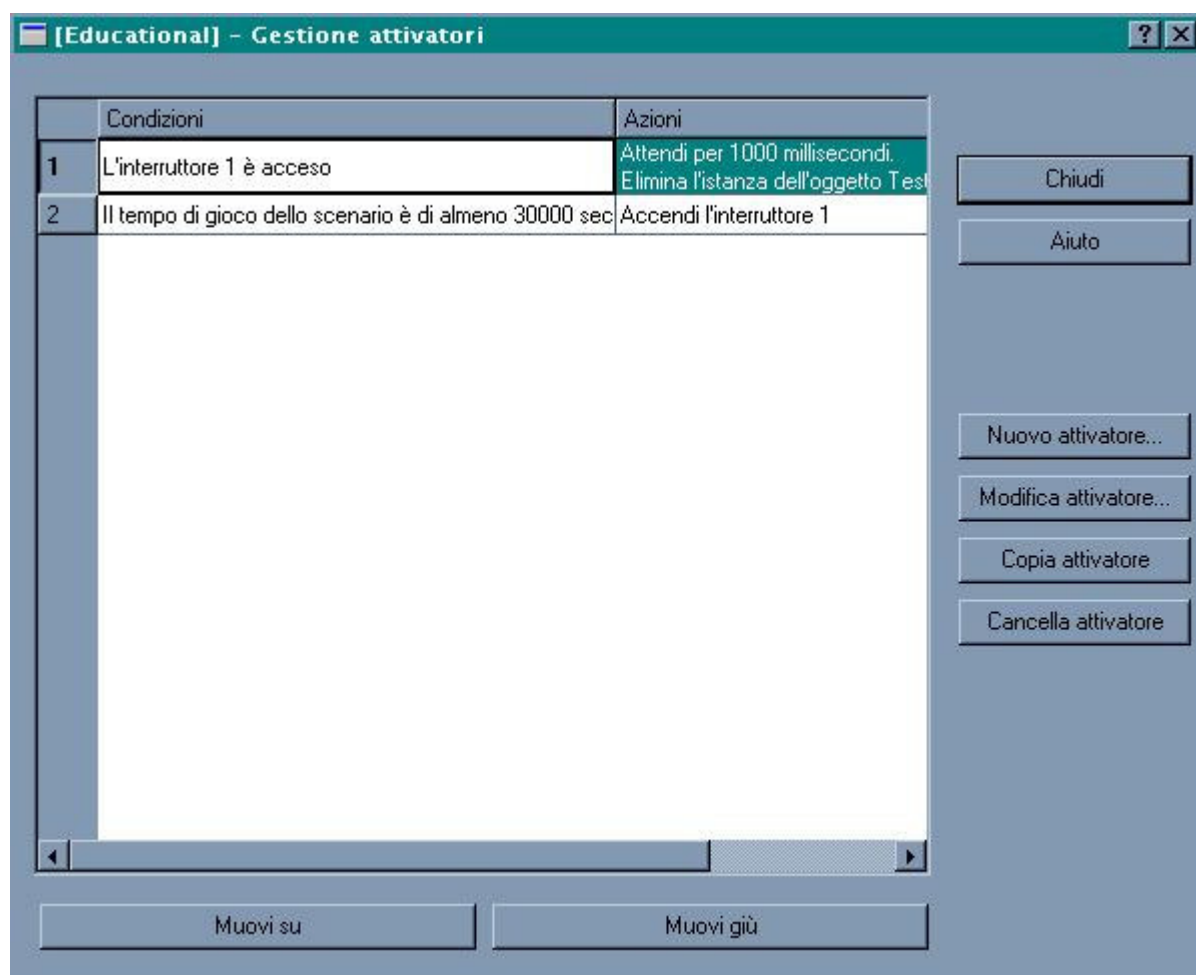 [Educational] - Gestione attivatori
Condizioni Azioni
1 L'interruttore 1 è acceso Attendi per 1000 millisecondi.
Elimina l'istanza dell'oggetto Test
2 Il tempo di gioco dello scenario è di almeno 30000 sec Accendi l'interruttore 1
Chiudi
Aiuto
Nuovo attivatore...
Modifica attivatore...
Copia attivatore
Cancella attivatore
Muovi su Muovi giù